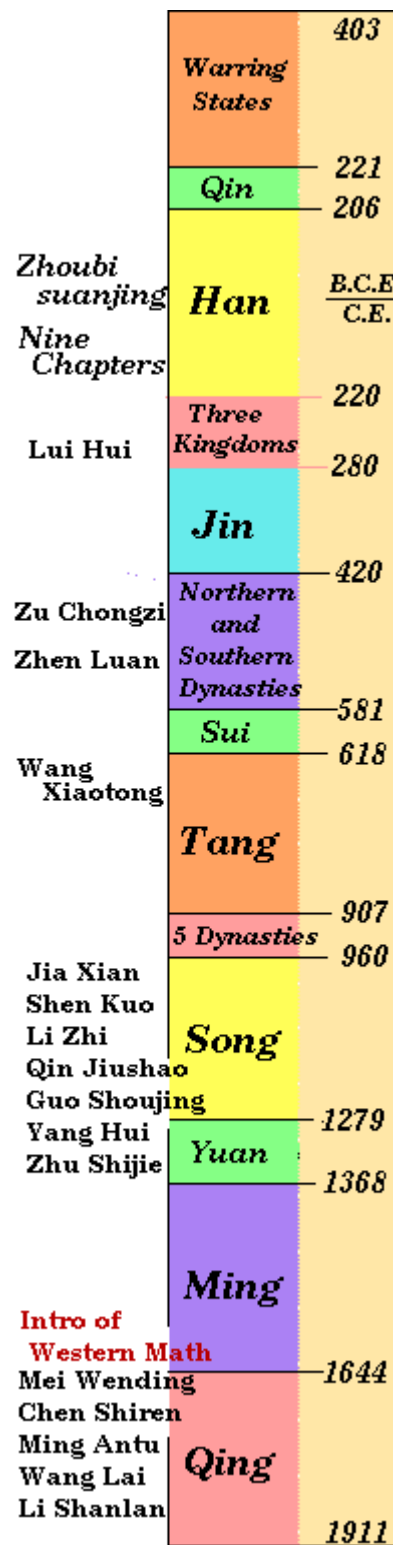 403
Warring
States
221
Qin
206
Zhoubi
suanjing
Han
B.C.E
C.E.
Nine
Chapters
220
Three
Kingdoms
Lui Hui
280
Jin
420
Northern
and
Southern
Dynasties
Zu Chongzi
Zhen Luan
581
Sui
618
Wang
Xiaotong
Tang
907
5 Dynasties
960
Jia Xian
Shen Kuo
Li Zhi
Qin Jiushao
Guo Shoujing
Song
1279
Yang Hui
Zhu Shijie
Yuan
1368
Ming
Intro of
Western Math
1644
Mei Wending
Chen Shiren
Ming Antu
Wang Lai
Li Shanlan
Qing
1911